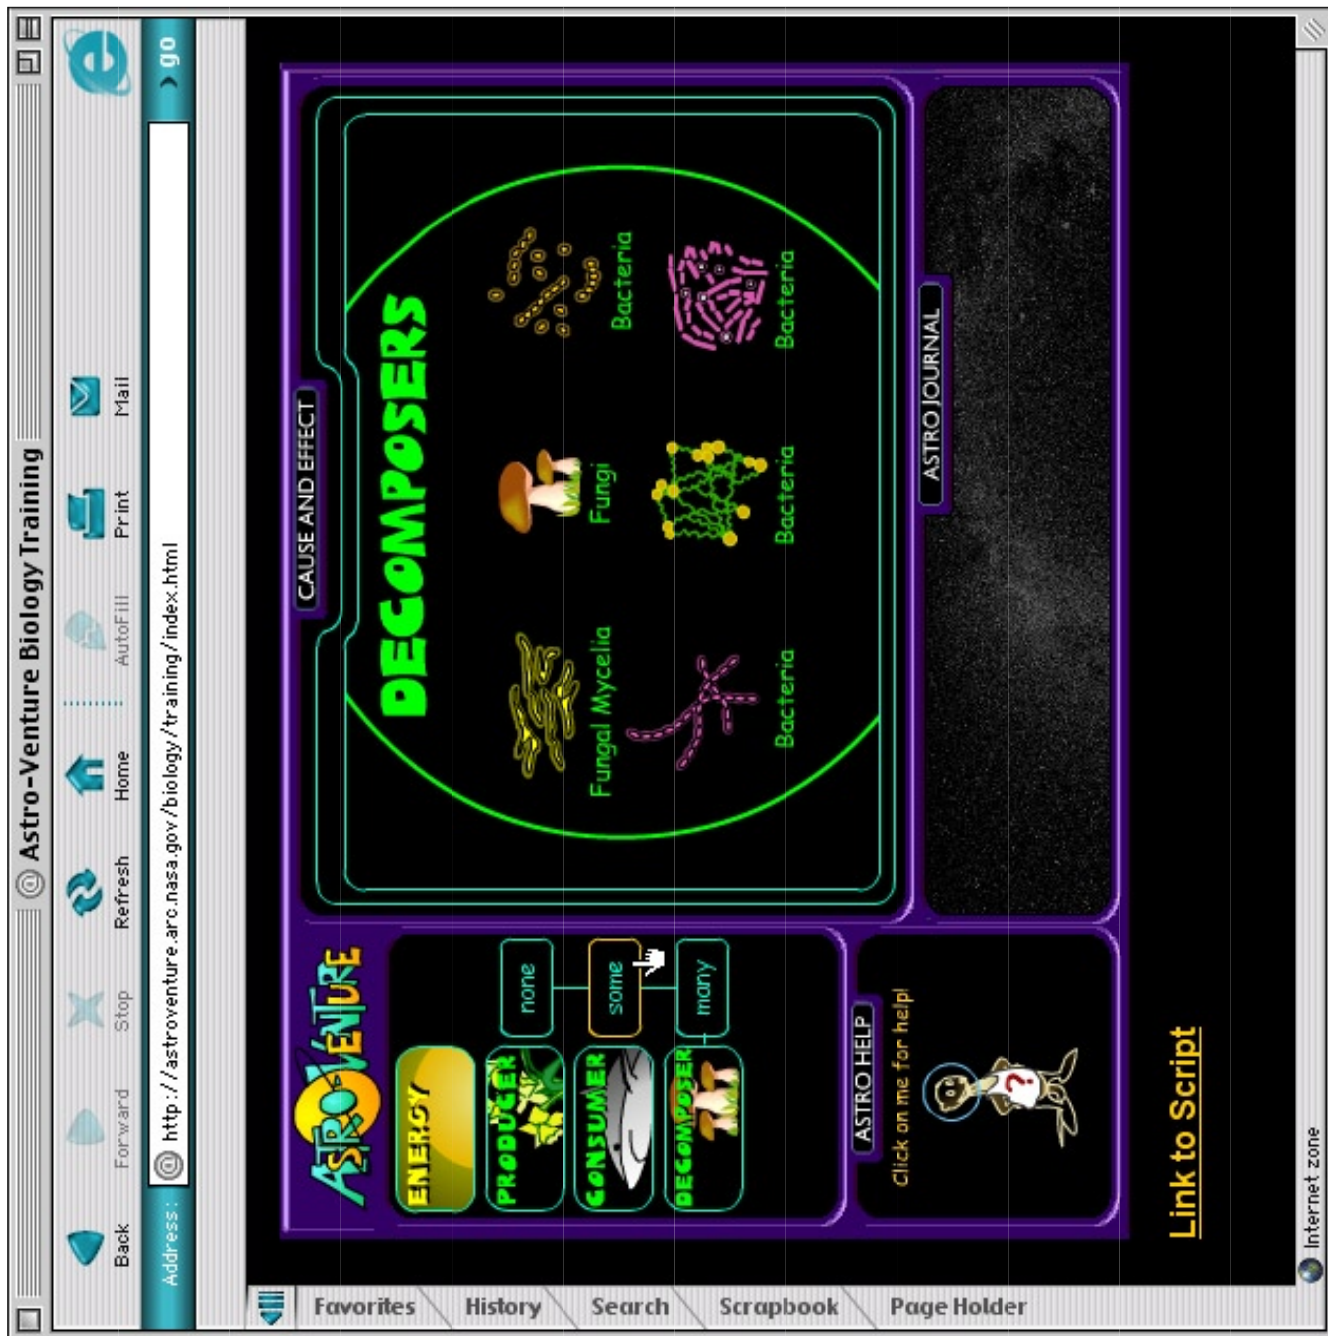 @ Astro-Venture Biology Training
Back Forward Stop Refresh Home AutoFill Print Mail
Address: @ http://astroventure.arc.nasa.gov/biology/training/index.html go
Favorites
History
Search
Scrapbook
Page Holder
ASTRO-VENTURE
ENERGY
PRODUCER
CONSUMER
DECOMPOSER
none
some
many
CAUSE AND EFFECT
DECOMPOSERS
Fungal Mycelia Fungi Bacteria
Bacteria Bacteria Bacteria
ASTRO HELP
Click on me for help!
?
ASTRO JOURNAL
Link to Script
Internet zone